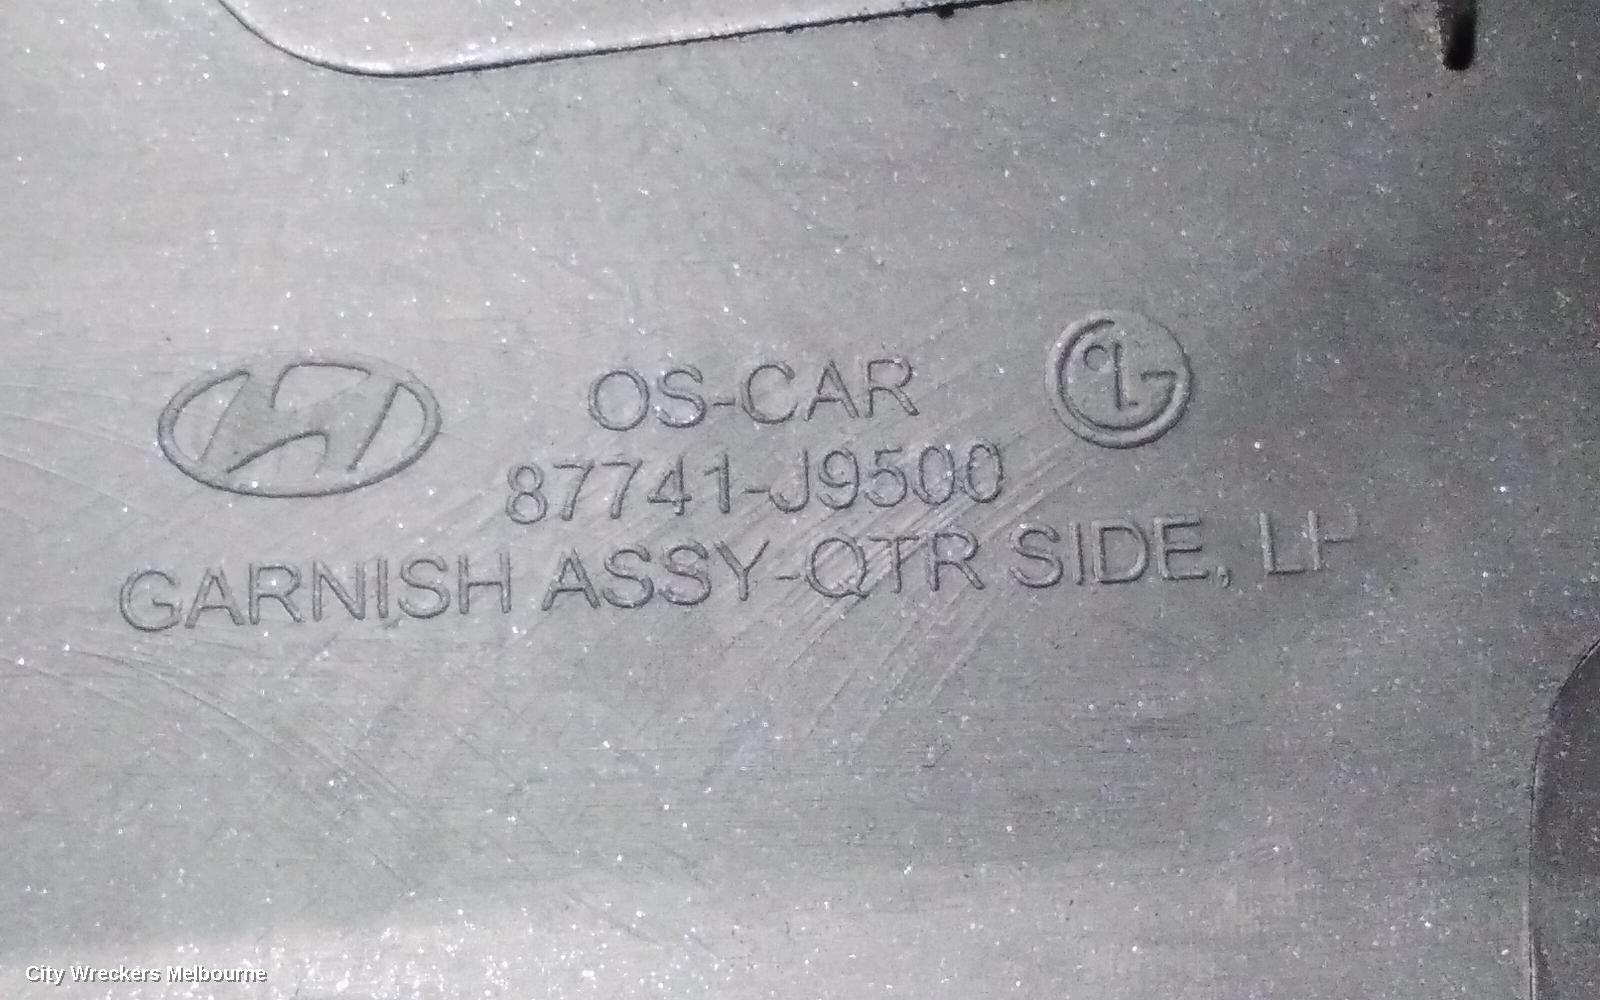 OS-CAR
87741-J9500
GARNISH ASSY-QTR SIDE, LH
City Wreckers Melbourne